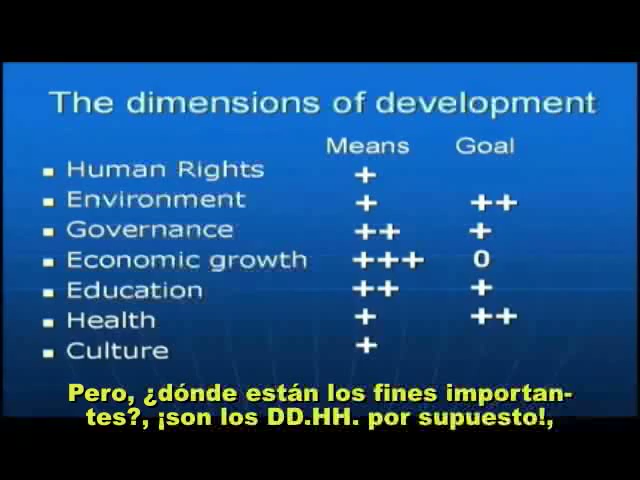 The dimensions of development
Means Goal
Human Rights +
Environment + ++
Governance ++ +
Economic growth +++ 0
Education ++ +
Health + ++
Culture +
Pero, ¿dónde están los fines importan-
tes?, ¡son los DD.HH. por supuesto!,